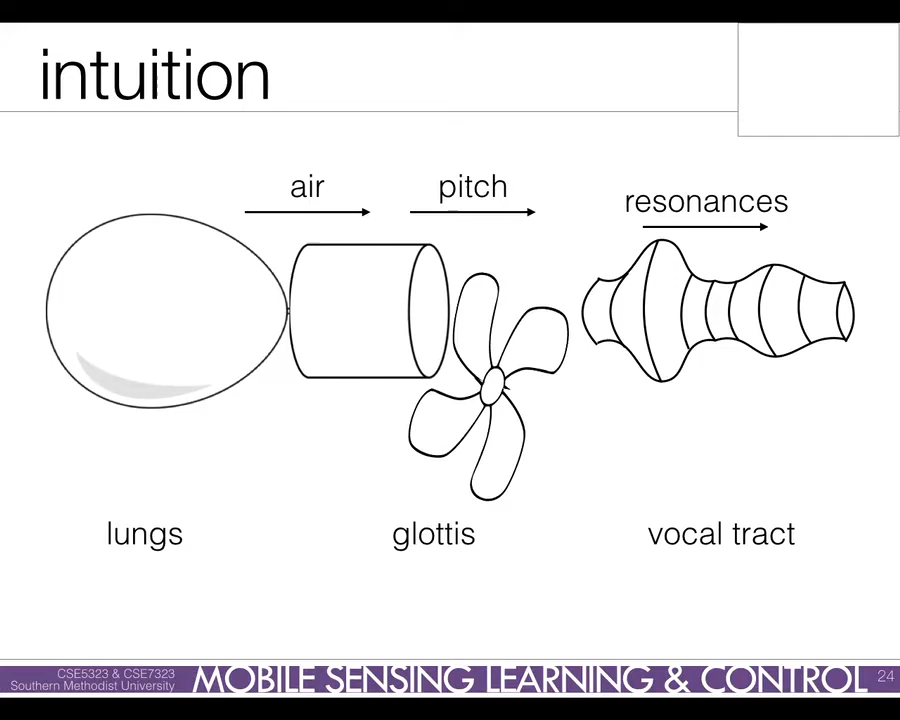 intuition
air
pitch
resonances
lungs
glottis
vocal tract
CSE5323 & CSE7323
Southern Methodist University
MOBILE SENSING LEARNING & CONTROL
24